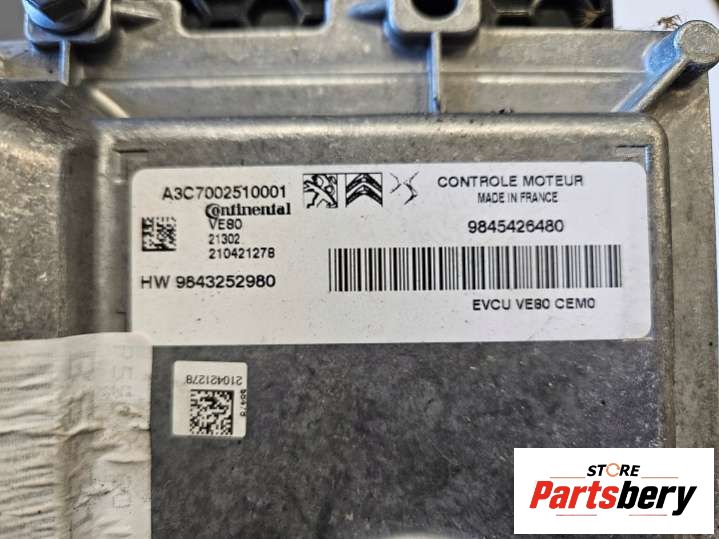 A3C7002510001
Continental
VE80
21302
210421278
HW 9843252980
CONTROLE MOTEUR
MADE IN FRANCE
9845426480
EVCU VE80 CEM0
210421278
STORE
Partsbery